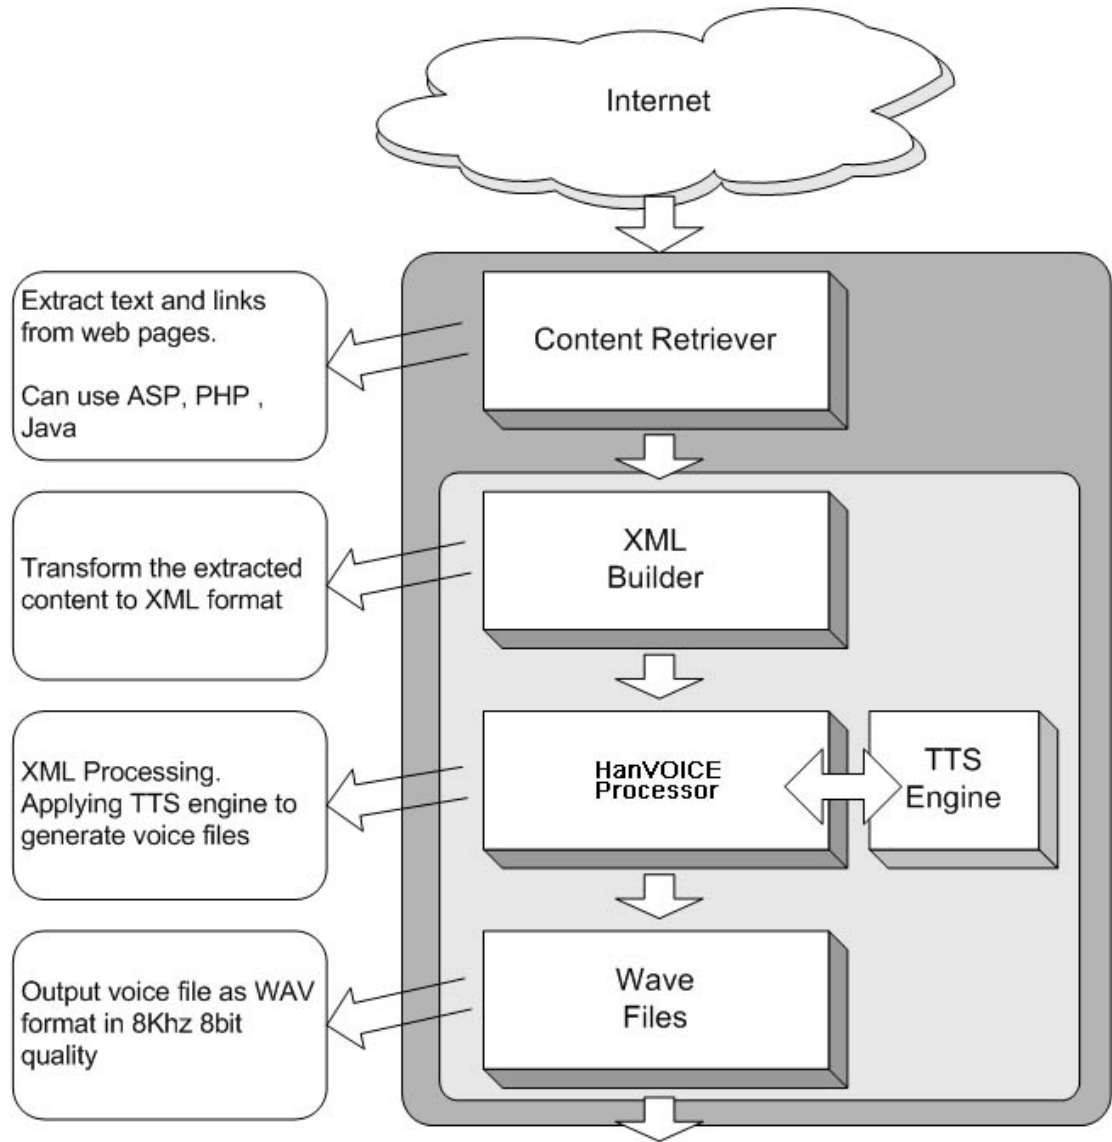 Internet
Extract text and links
from web pages.
Can use ASP, PHP ,
Java
Content Retriever
Transform the extracted
content to XML format
XML
Builder
XML Processing.
Applying TTS engine to
generate voice files
HanVOICE
Processor
TTS
Engine
Output voice file as WAV
format in 8Khz 8bit
quality
Wave
Files